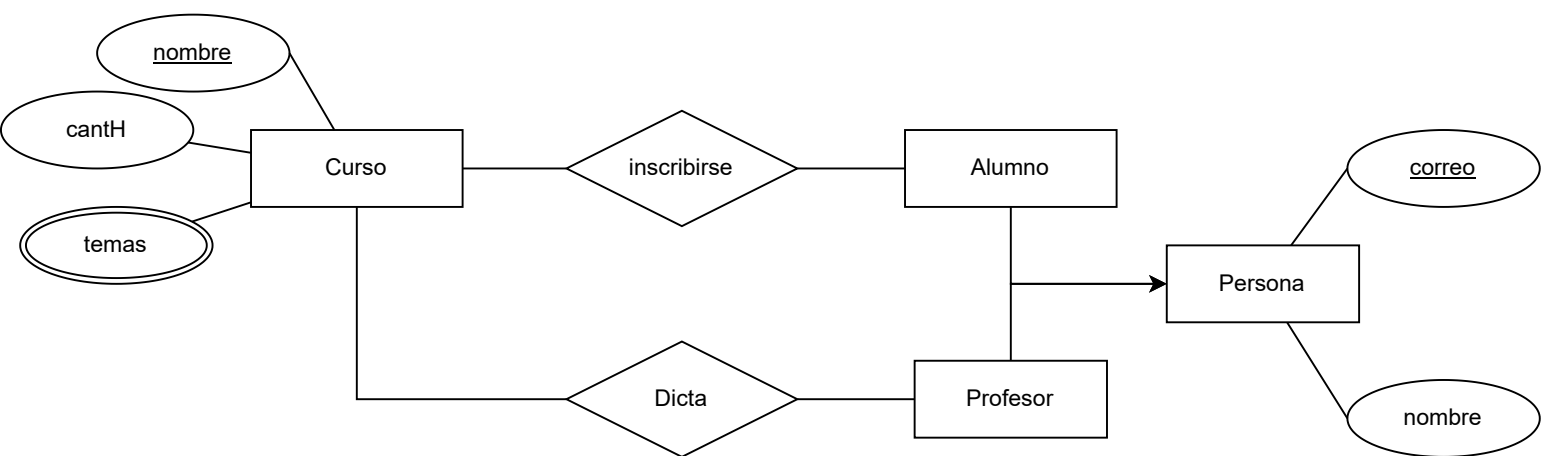 nombre
cantH
Curso
inscribirse
Alumno
correo
temas
Persona
Dicta
Profesor
nombre